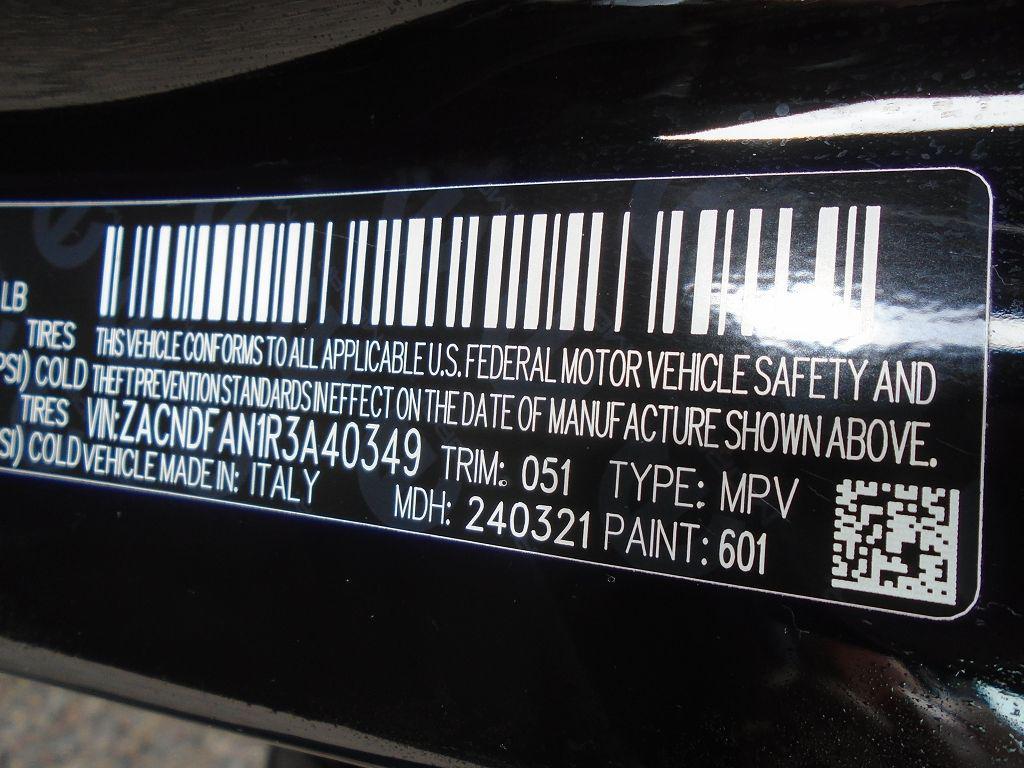 LB
TIRES
PSI) COLD
TIRES
SI) COLD
THIS VEHICLE CONFORMS TO ALL APPLICABLE U.S. FEDERAL MOTOR VEHICLE SAFETY AND
THEFT PREVENTION STANDARDS IN EFFECT ON THE DATE OF MANUFACTURE SHOWN ABOVE.
VIN:ZACNDFAN1R3A40349 TRIM: 051 TYPE: MPV
VEHICLE MADE IN: ITALY MDH: 240321 PAINT: 601